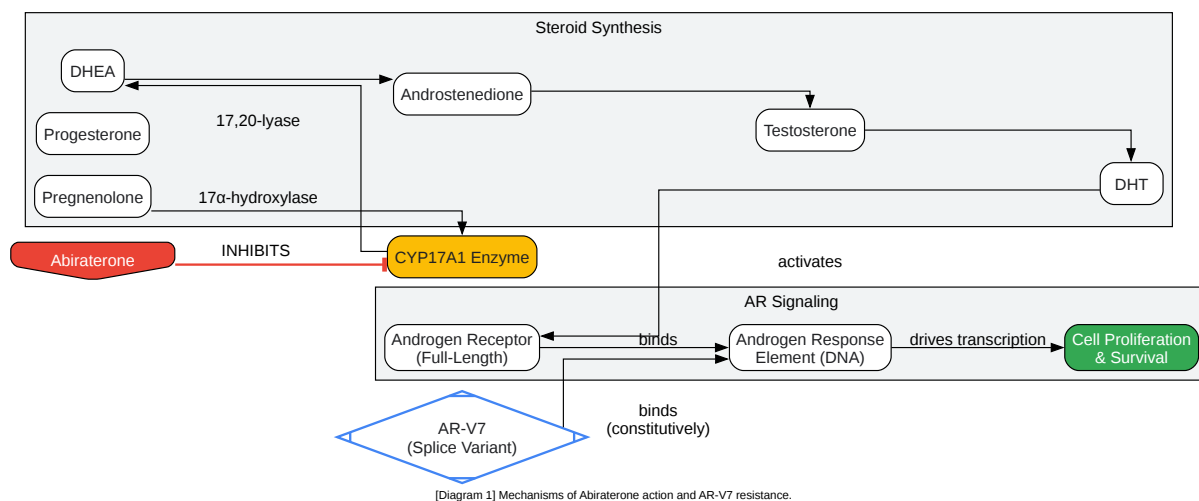 Steroid Synthesis
DHEA
Androstenedione
Progesterone
17,20-lyase
Testosterone
Pregnenolone
17α-hydroxylase
DHT
Abiraterone
INHIBITS
CYP17A1 Enzyme
activates
AR Signaling
Androgen Receptor
(Full-Length)
binds
Androgen Response
Element (DNA)
drives transcription
Cell Proliferation
& Survival
AR-V7
(Splice Variant)
binds
(constitutively)
[Diagram 1] Mechanisms of Abiraterone action and AR-V7 resistance.